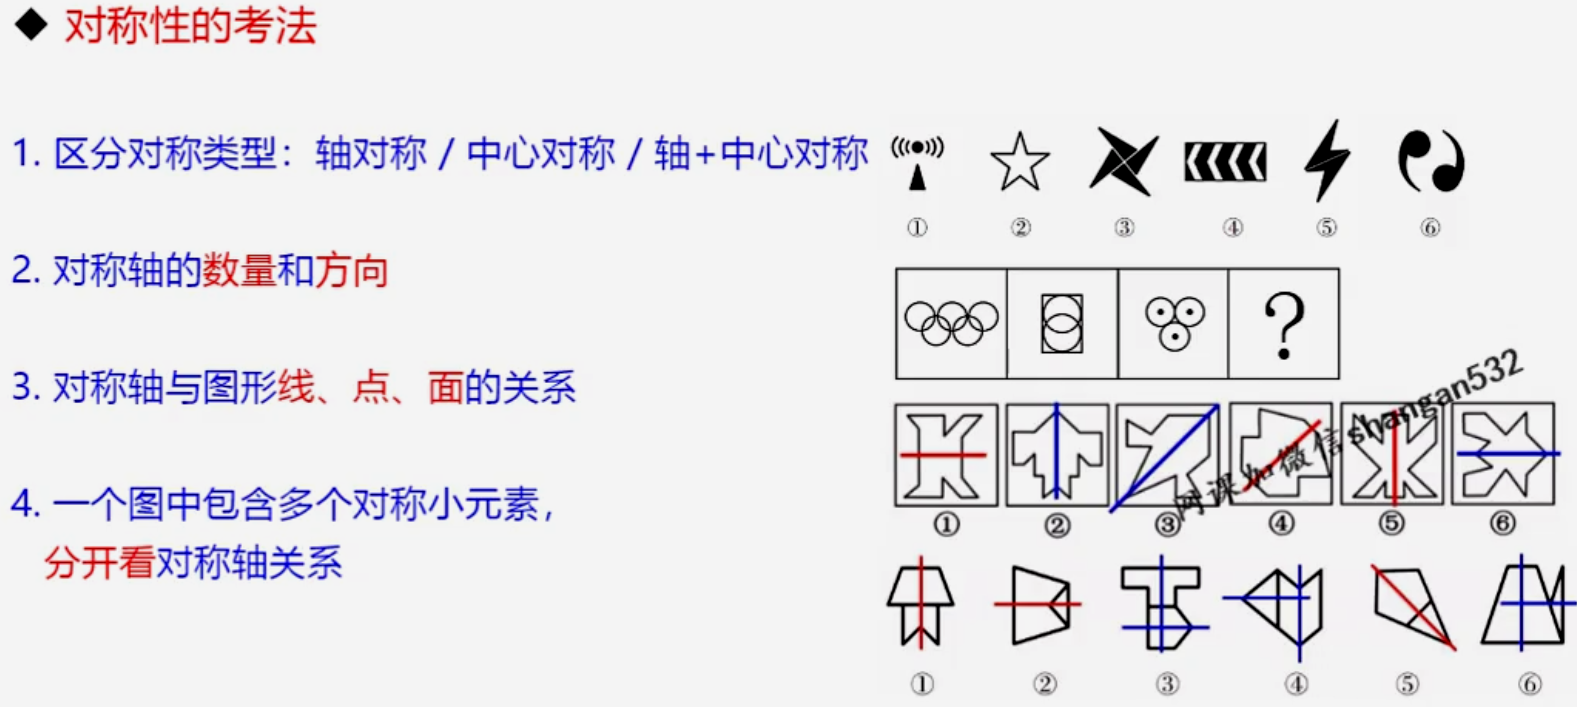 ◆ 对称性的考法
1. 区分对称类型：轴对称 / 中心对称 / 轴+中心对称
① ② ③ ④ ⑤ ⑥
2. 对称轴的数量和方向
?
3. 对称轴与图形线、点、面的关系
网课加微信shangan532
① ② ③ ④ ⑤ ⑥
4. 一个图中包含多个对称小元素，
分开看对称轴关系
① ② ③ ④ ⑤ ⑥